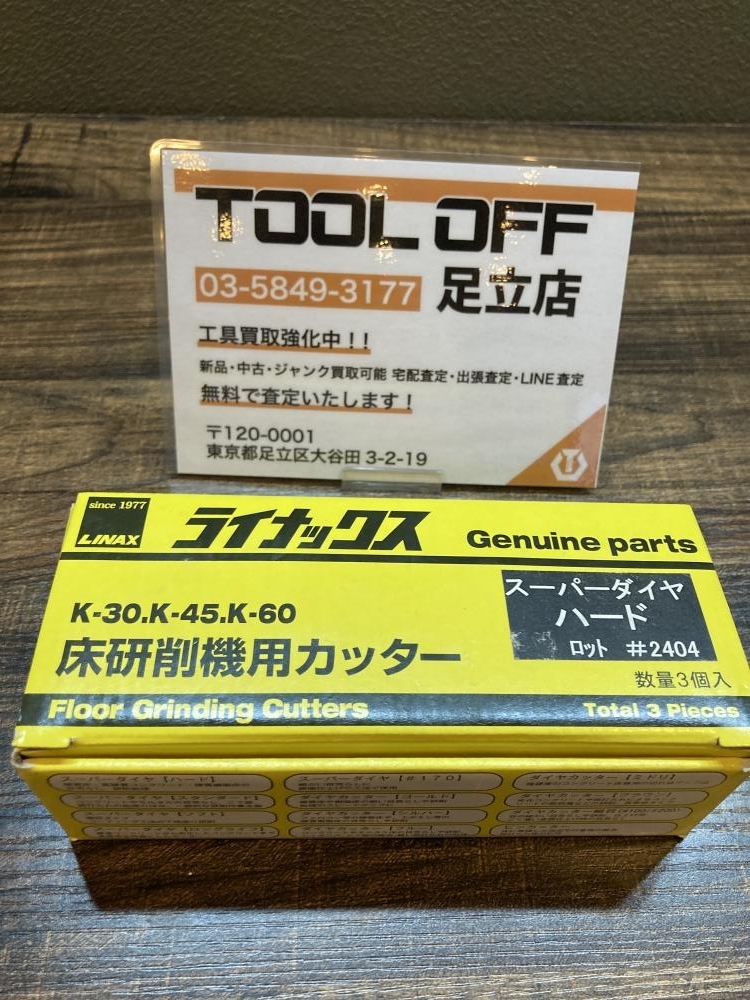 TOOL OFF
03-5849-3177 足立店
工具買取強化中！！
新品・中古・ジャンク買取可能 宅配査定・出張査定・LINE査定
無料で査定いたします！
〒120-0001
東京都足立区大谷田 3-2-19
since 1977
LINAX
ライナックス
Genuine parts
K-30.K-45.K-60
床研削機用カッター
スーパーダイヤ
ハード
ロット #2404
数量3個入
Floor Grinding Cutters
Total 3 Pieces
スーパーダイヤ【ハード】
スーパーダイヤ【#170】
ダイヤカッター【ミドリ】